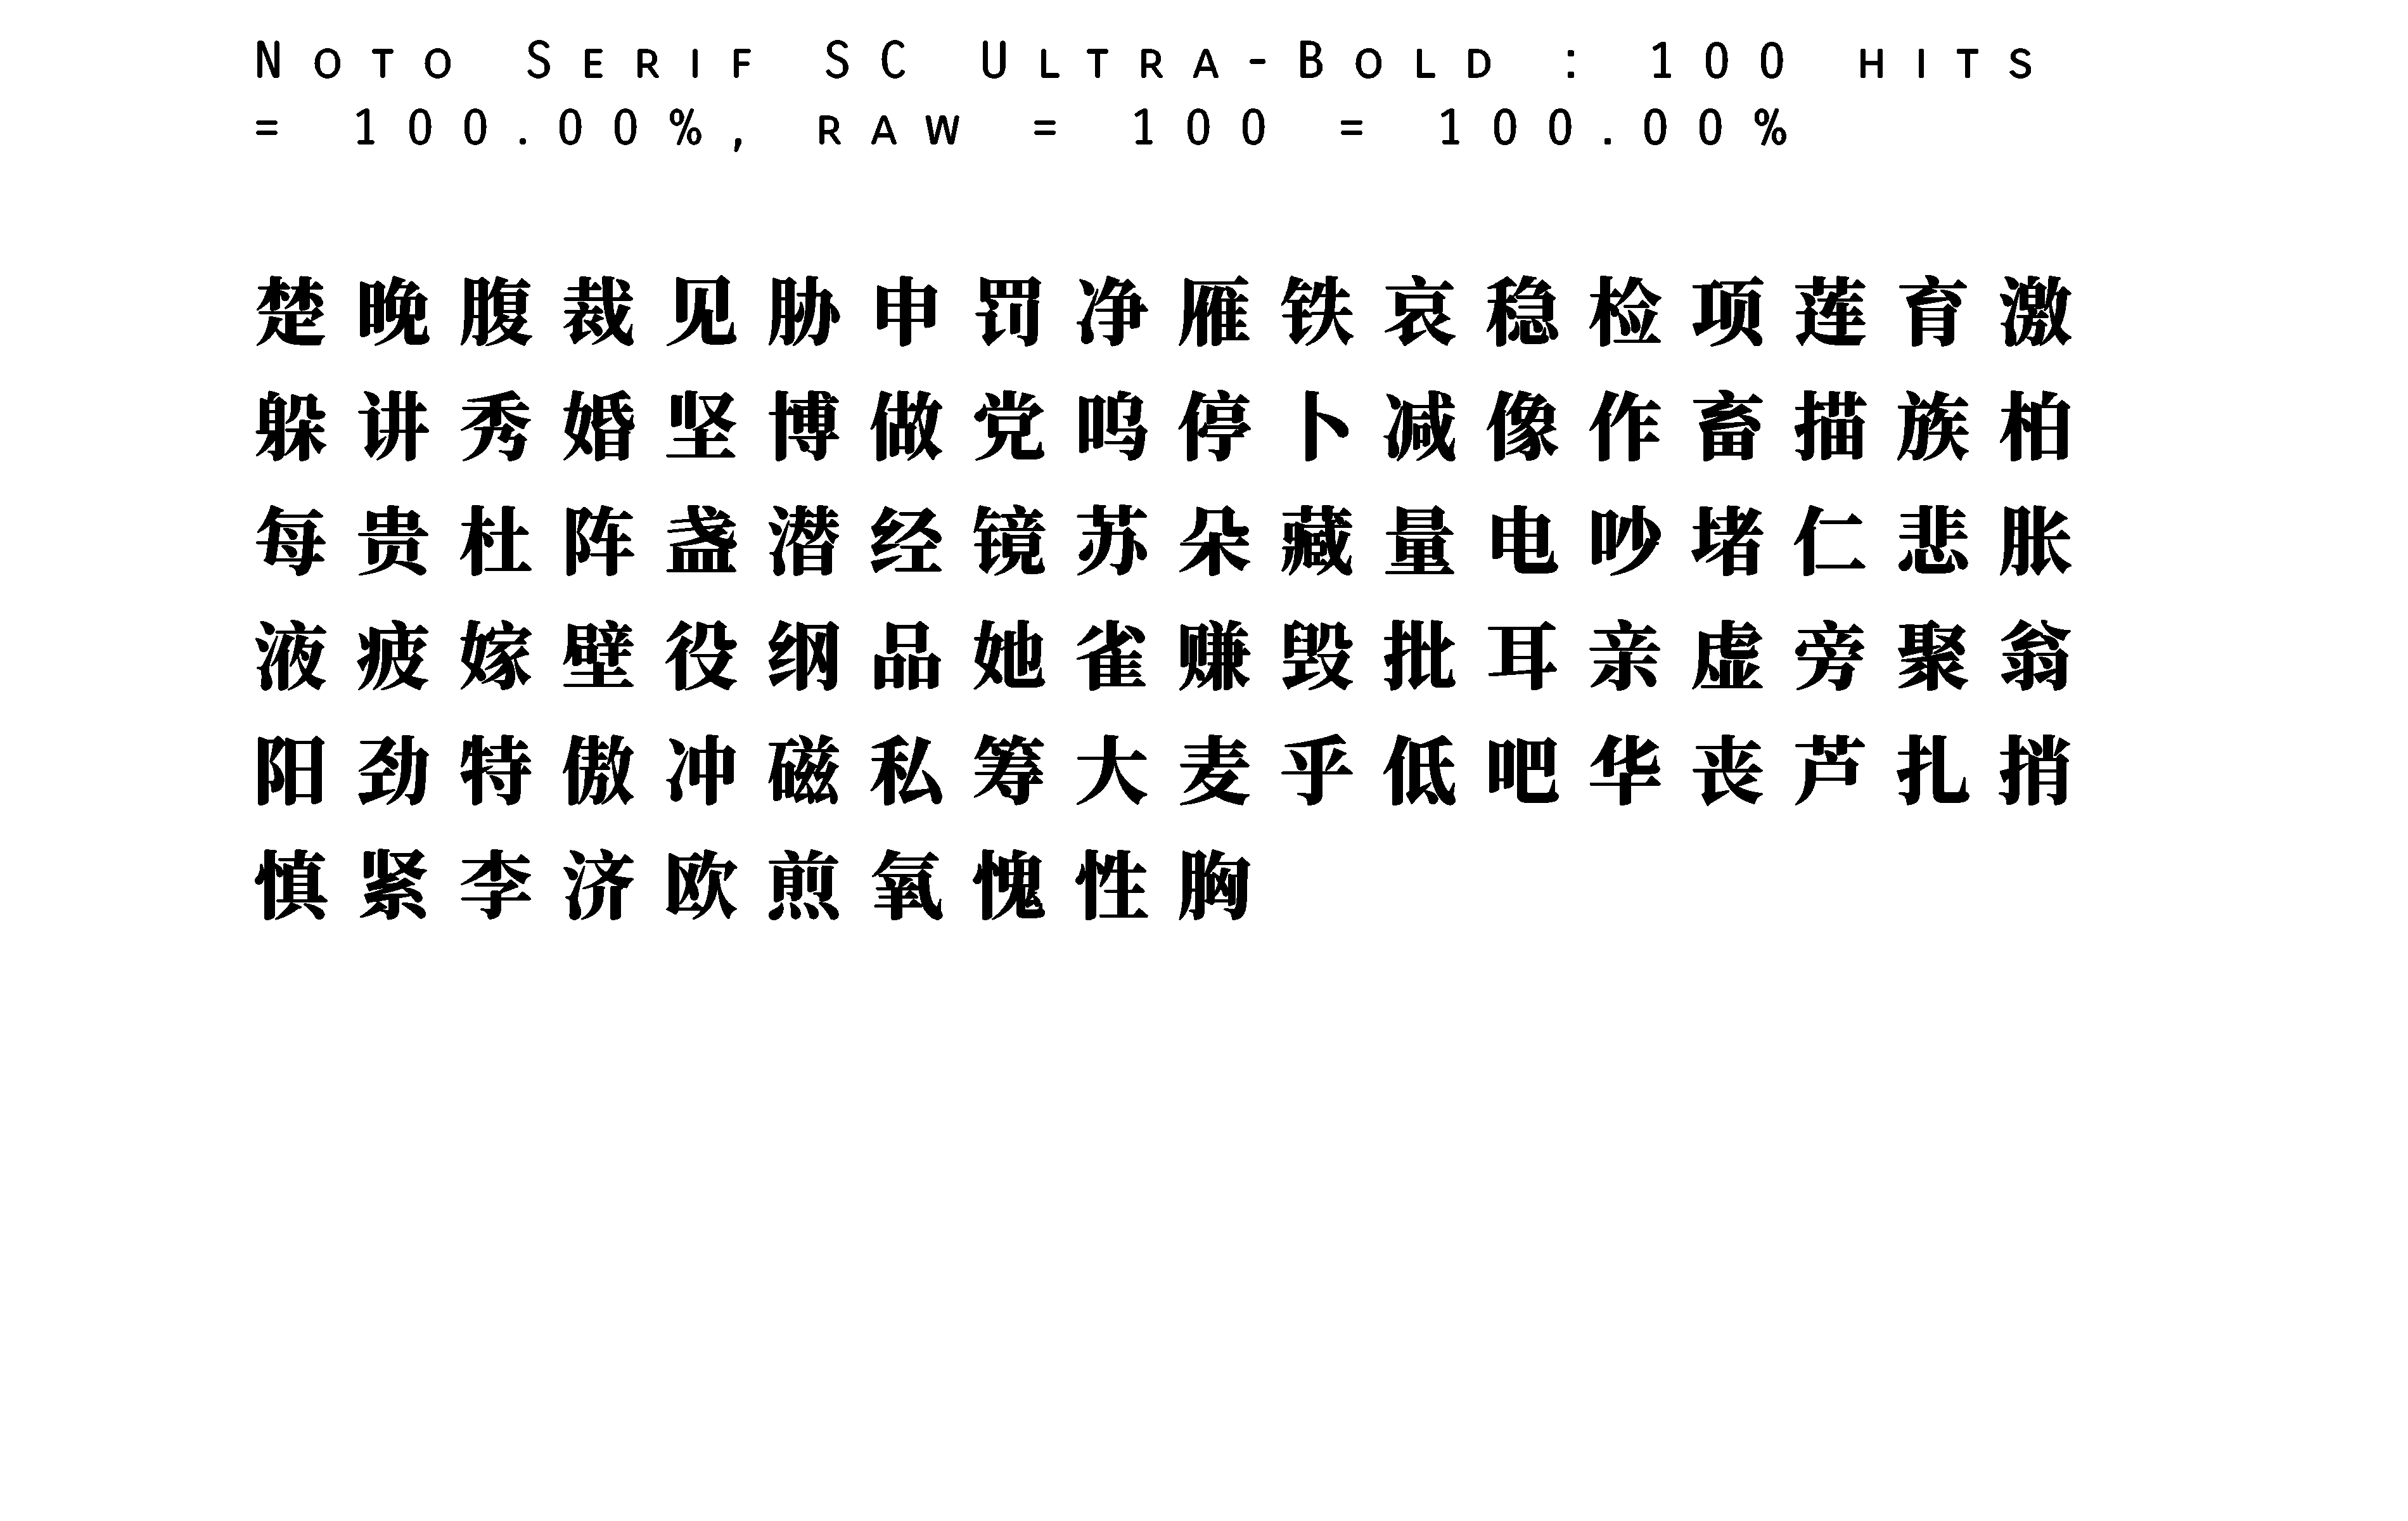 Noto Serif SC Ultra-Bold : 100 hits
= 100.00%, raw = 100 = 100.00%
楚晚腹裁见胁申罚净雁铁哀稳检项莲育激
躲讲秀婚坚博做党呜停卜减像作畜描族柏
每贵杜阵盏潜经镜苏朵藏量电吵堵仁悲胀
液疲嫁壁役纲品她雀赚毁批耳亲虚旁聚翁
阳劲特傲冲磁私筹大麦乎低吧华丧芦扎捎
慎紧李济欧煎氧愧性胸